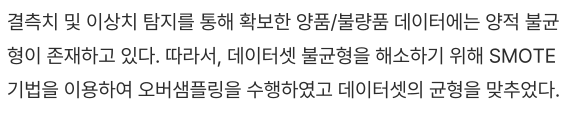 결측치 및 이상치 탐지를 통해 확보한 양품/불량품 데이터에는 양적 불균
형이 존재하고 있다. 따라서, 데이터셋 불균형을 해소하기 위해 SMOTE
기법을 이용하여 오버샘플링을 수행하였고 데이터셋의 균형을 맞추었다.